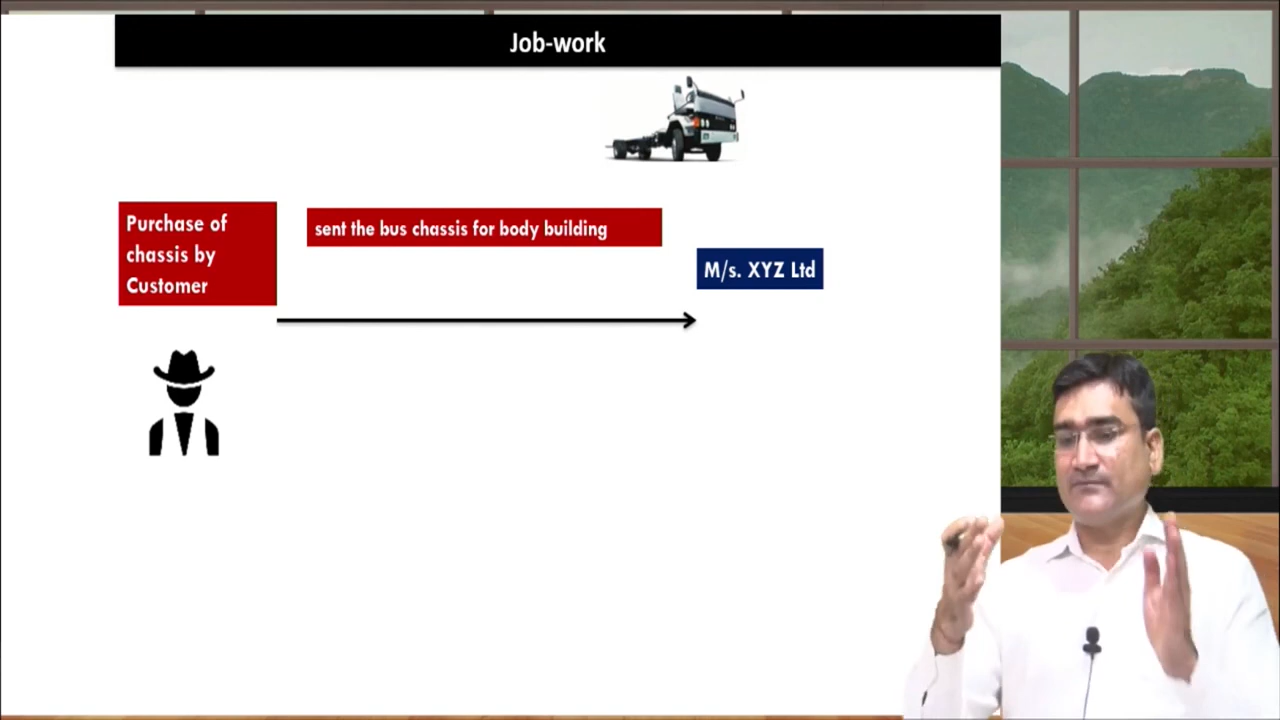 Job-work
Purchase of
chassis by
Customer
sent the bus chassis for body building
M/s. XYZ Ltd